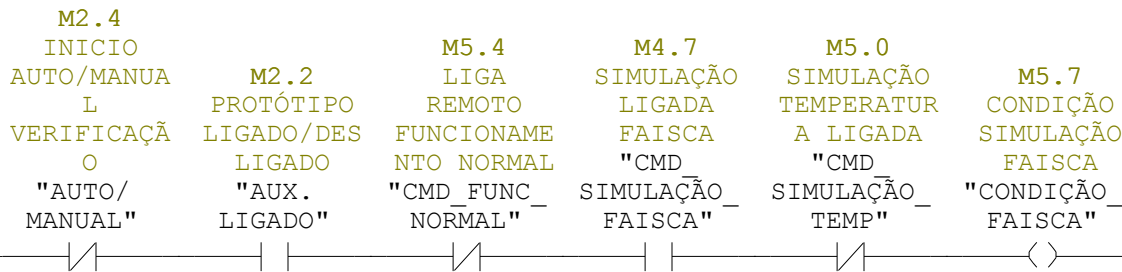 M2.4
INICIO
AUTO/MANUA
L
VERIFICAÇÃ
O
"AUTO/
MANUAL"
M2.2
PROTÓTIPO
LIGADO/DES
LIGADO
"AUX.
LIGADO"
M5.4
LIGA
REMOTO
FUNCIONAME
NTO NORMAL
"CMD_FUNC_
NORMAL"
M4.7
SIMULAÇÃO
LIGADA
FAISCA
"CMD_
SIMULAÇÃO_
FAISCA"
M5.0
SIMULAÇÃO
TEMPERATUR
A LIGADA
"CMD_
SIMULAÇÃO_
TEMP"
M5.7
CONDIÇÃO
SIMULAÇÃO
FAISCA
"CONDIÇÃO_
FAISCA"